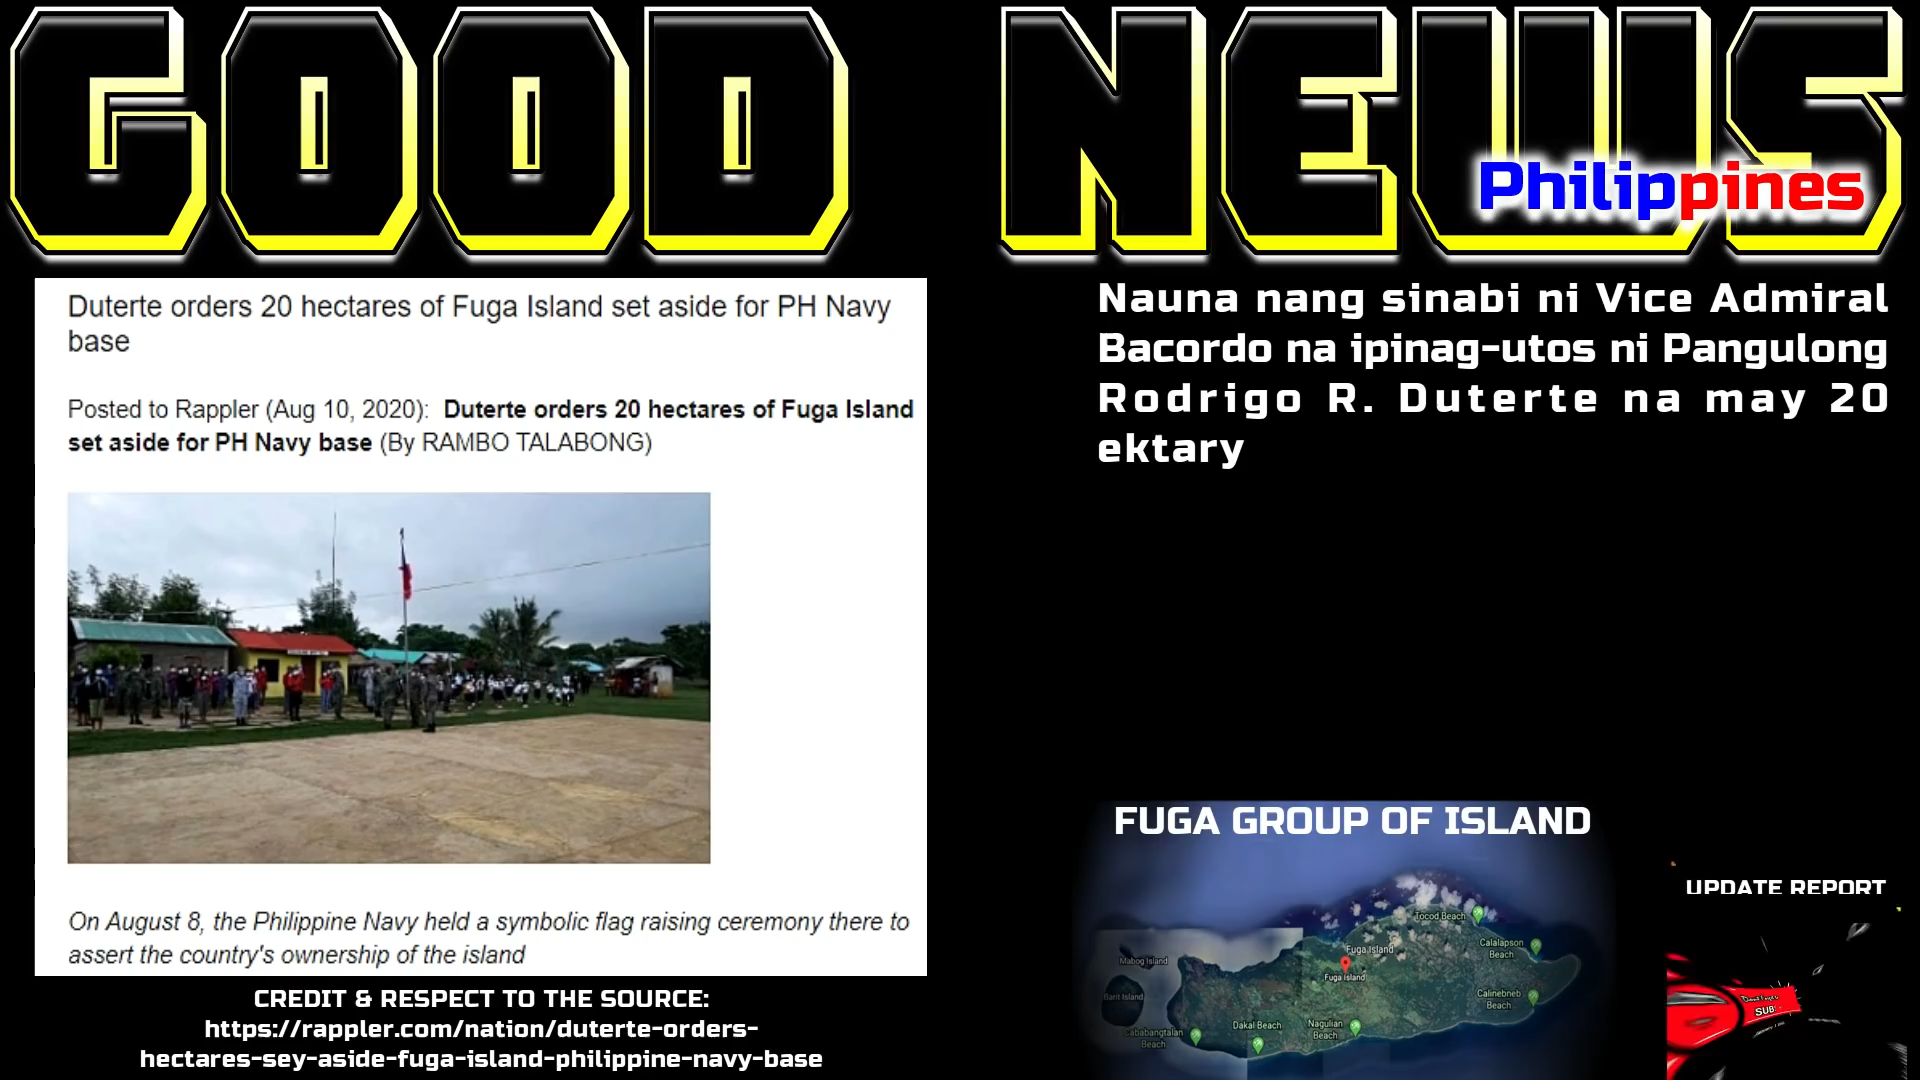 GOOD NEWS
Philippines
Duterte orders 20 hectares of Fuga Island set aside for PH Navy
base
Posted to Rappler (Aug 10, 2020): Duterte orders 20 hectares of Fuga Island
set aside for PH Navy base (By RAMBO TALABONG)
On August 8, the Philippine Navy held a symbolic flag raising ceremony there to
assert the country's ownership of the island
CREDIT & RESPECT TO THE SOURCE:
https://rappler.com/nation/duterte-orders-
hectares-sey-aside-fuga-island-philippine-navy-base
Nauna nang sinabi ni Vice Admiral
Bacordo na ipinag-utos ni Pangulong
Rodrigo R. Duterte na may 20
ektary
FUGA GROUP OF ISLAND
Tocod Beach
Fuga Island
Calalapson
Beach
Mabog Island
Fuga Island
Barit Island
Calinebneb
Beach
Cababangtalan
Beach
Dakal Beach
Nagulian
Beach
UPDATE REPORT
SUB